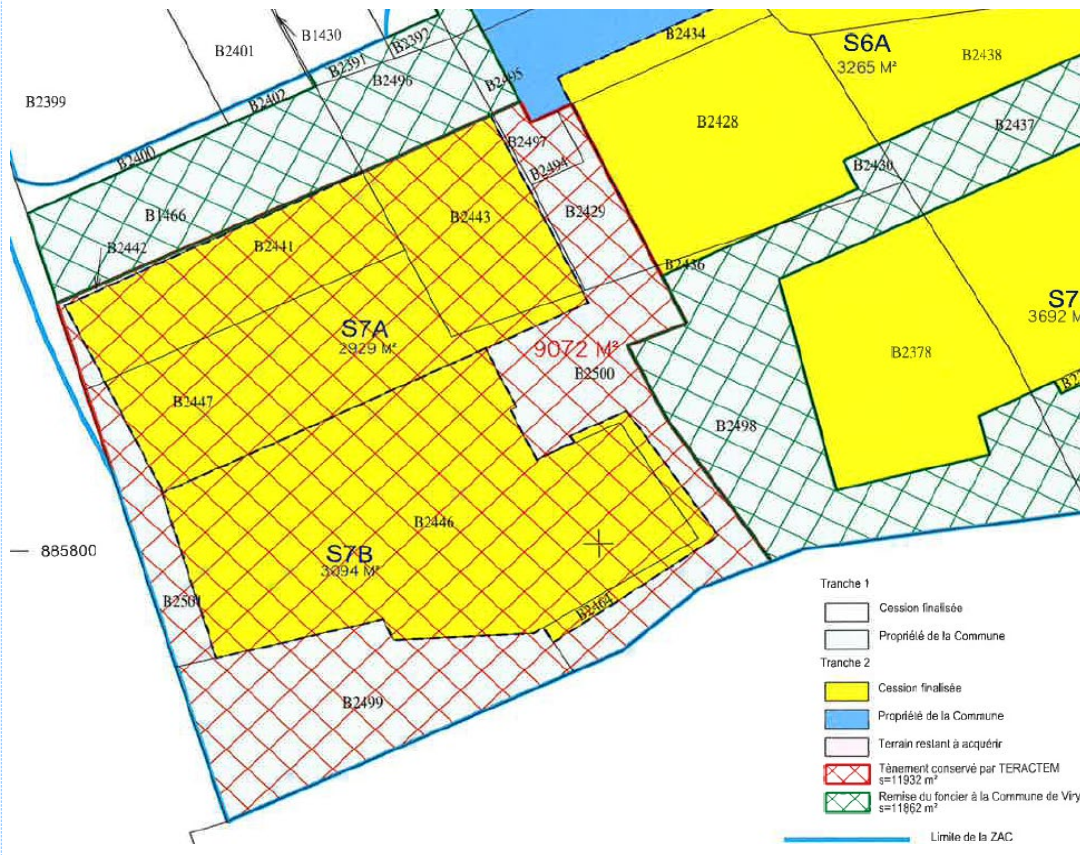 B2434
S6A
3265 M²
B2438
B1430
B2401
B2392
B2391
B2496
B2495
B2399
B2402
B2428
B2437
B2400
B2497
B2494
B2430
B1466
B2443
B2429
B2442
B2441
B2436
S7A
2929 M²
9072 M²
B2500
S7
3692 M
B2378
B2447
B2498
B2446
885800
S7B
3094 M²
B2501
B2464
B2499
Tranche 1
Cession finalisée
Propriété de la Commune
Tranche 2
Cession finalisée
Propriété de la Commune
Terrain restant à acquérir
Tènement conservé par TERACTEM
s=11932 m²
Remise du foncier à la Commune de Viry
s=11862 m²
Limite de la ZAC